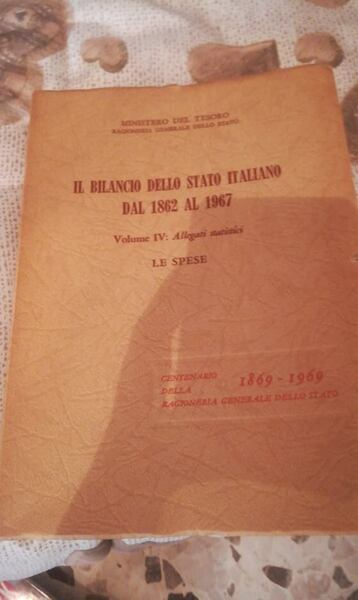 MINISTERO DEL TESORO
RAGIONERIA GENERALE DELLO STATO
IL BILANCIO DELLO STATO ITALIANO
DAL 1862 AL 1967
Volume IV: Allegati statistici
LE SPESE
CENTENARIO 1869-1969
DELLA
RAGIONERIA GENERALE DELLO STATO